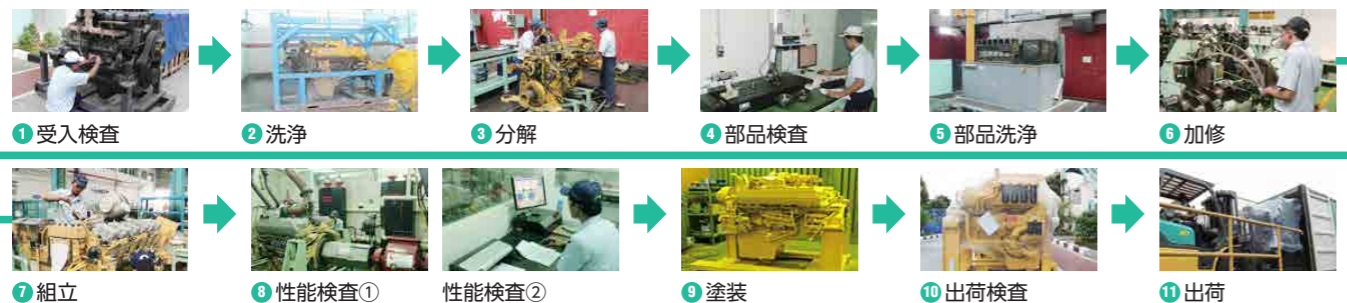 ❶受入検査
❷洗浄
❸分解
❹部品検査
❺部品洗浄
❻加修
❼組立
❽性能検査①
性能検査②
❾塗装
❿出荷検査
⓫出荷